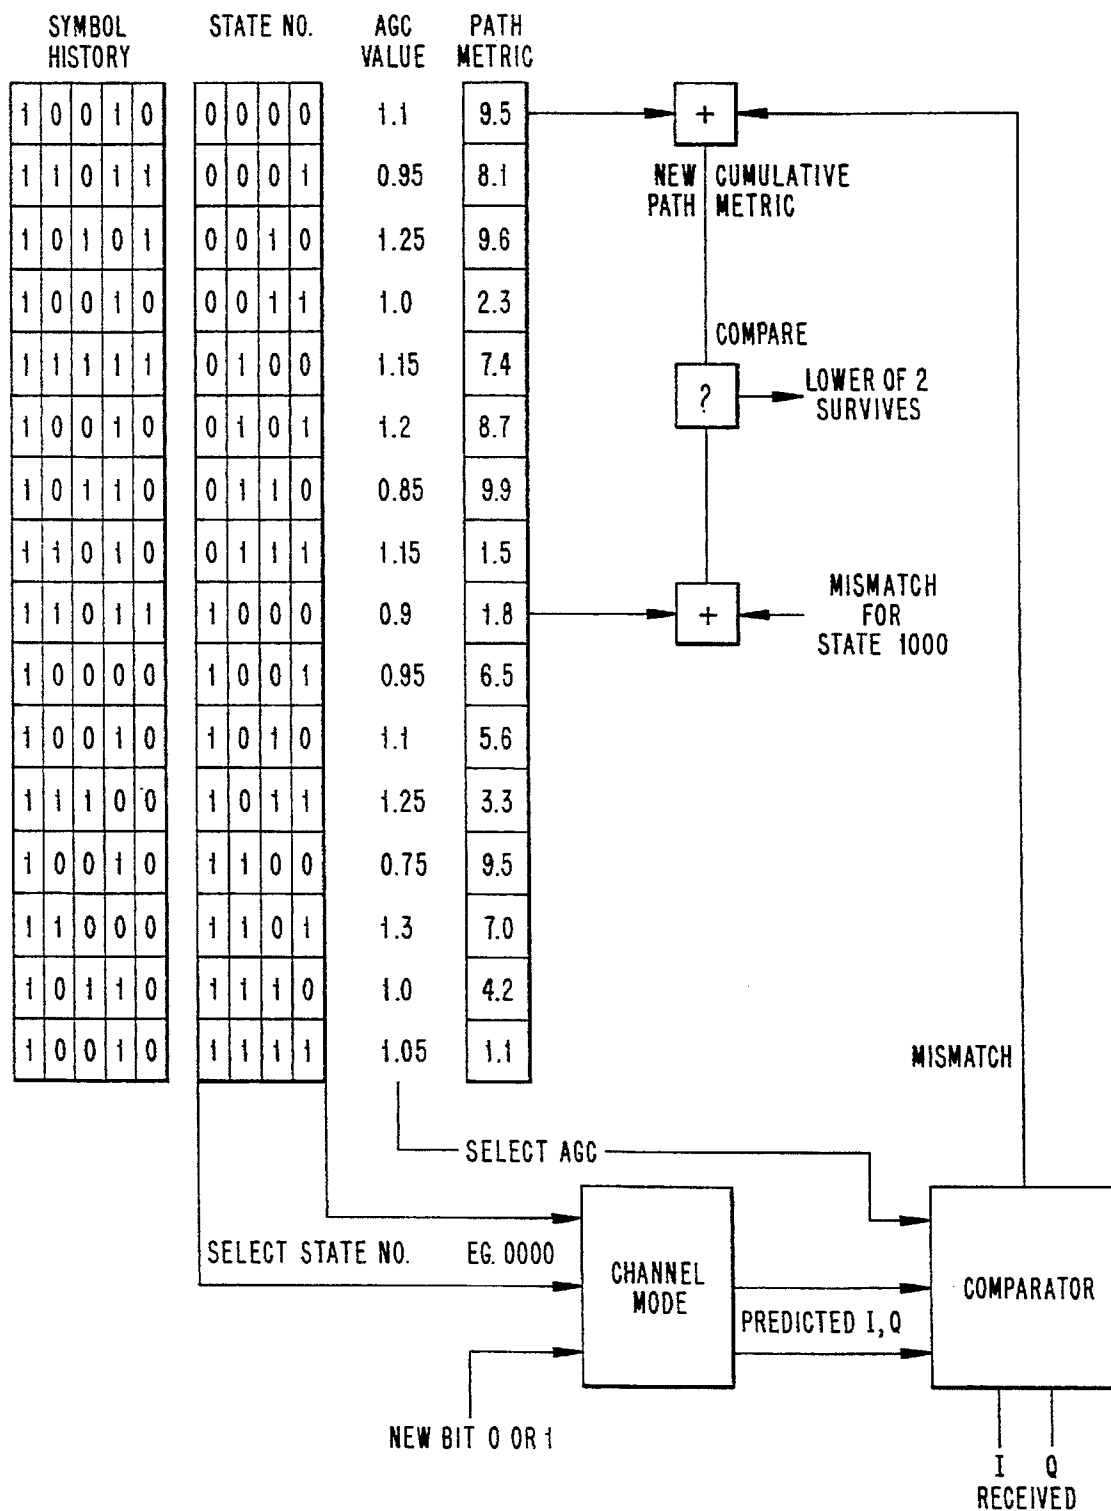 SYMBOL HISTORY STATE NO. AGC VALUE PATH METRIC
1 0 0 1 0 0 0 0 0 1.1 9.5
+
1 1 0 1 1 0 0 0 1 0.95 8.1
NEW PATH CUMULATIVE METRIC
1 0 1 0 1 0 0 1 0 1.25 9.6
1 0 0 1 0 0 0 1 1 1.0 2.3
COMPARE
1 1 1 1 1 0 1 0 0 1.15 7.4
?
LOWER OF 2
SURVIVES
1 0 0 1 0 0 1 0 1 1.2 8.7
1 0 1 1 0 0 1 1 0 0.85 9.9
1 1 0 1 0 0 1 1 1 1.15 1.5
1 1 0 1 1 1 0 0 0 0.9 1.8
+
MISMATCH
FOR
STATE 1000
1 0 0 0 0 1 0 0 1 0.95 6.5
1 0 0 1 0 1 0 1 0 1.1 5.6
1 1 1 0 0 1 0 1 1 1.25 3.3
1 0 0 1 0 1 1 0 0 0.75 9.5
1 1 0 0 0 1 1 0 1 1.3 7.0
1 0 1 1 0 1 1 1 0 1.0 4.2
1 0 0 1 0 1 1 1 1 1.05 1.1
MISMATCH
SELECT AGC
SELECT STATE NO. EG. 0000
CHANNEL
MODE
PREDICTED I, Q
COMPARATOR
NEW BIT 0 OR 1
I Q
RECEIVED